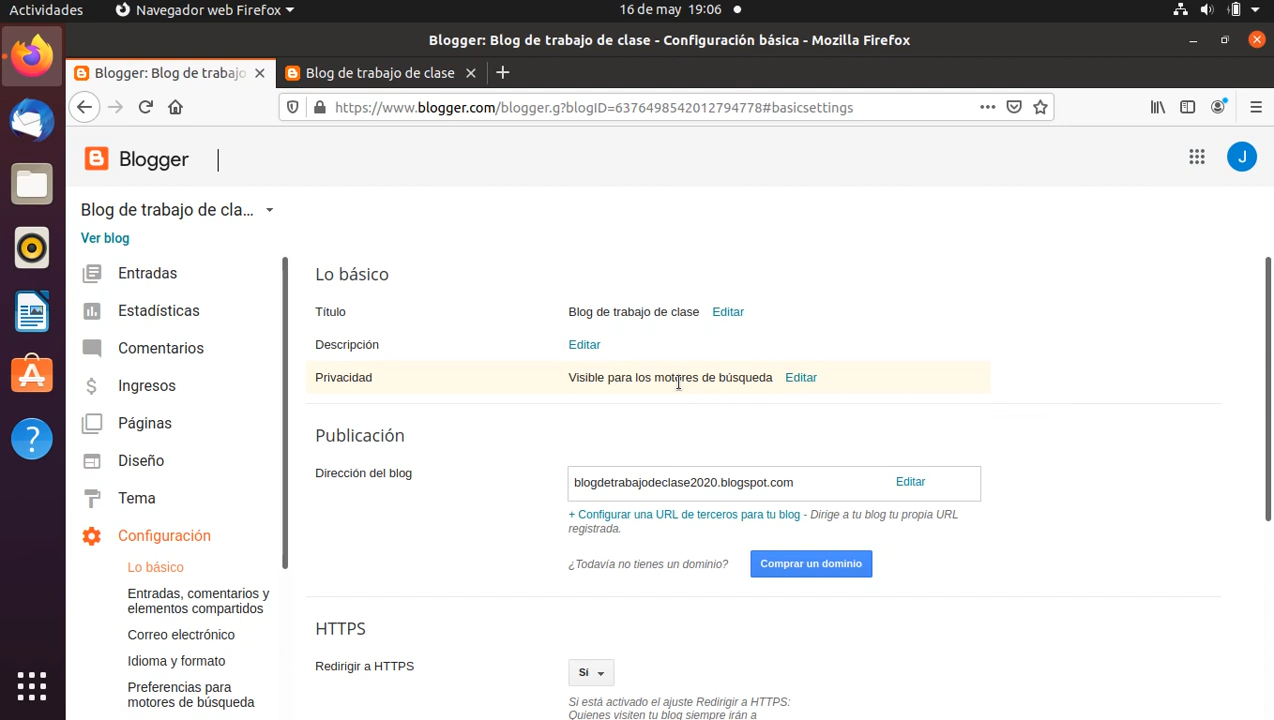 Actividades
Navegador web Firefox
16 de may 19:06
Blogger: Blog de trabajo de clase - Configuración básica - Mozilla Firefox
Blogger: Blog de trabajo
Blog de trabajo de clase
https://www.blogger.com/blogger.g?blogID=6376498542012794778#basicsettings
Blogger
J
Blog de trabajo de cla...
Ver blog
Entradas
Estadísticas
Comentarios
Ingresos
Páginas
Diseño
Tema
Configuración
Lo básico
Entradas, comentarios y
elementos compartidos
Correo electrónico
Idioma y formato
Preferencias para
motores de búsqueda
Lo básico
Título
Blog de trabajo de clase Editar
Descripción
Editar
Privacidad
Visible para los motores de búsqueda Editar
Publicación
Dirección del blog
blogdetrabajodeclase2020.blogspot.com Editar
+ Configurar una URL de terceros para tu blog - Dirige a tu blog tu propia URL
registrada.
¿Todavía no tienes un dominio? Comprar un dominio
HTTPS
Redirigir a HTTPS
Sí
Si está activado el ajuste Redirigir a HTTPS:
Quienes visiten tu blog siempre irán a